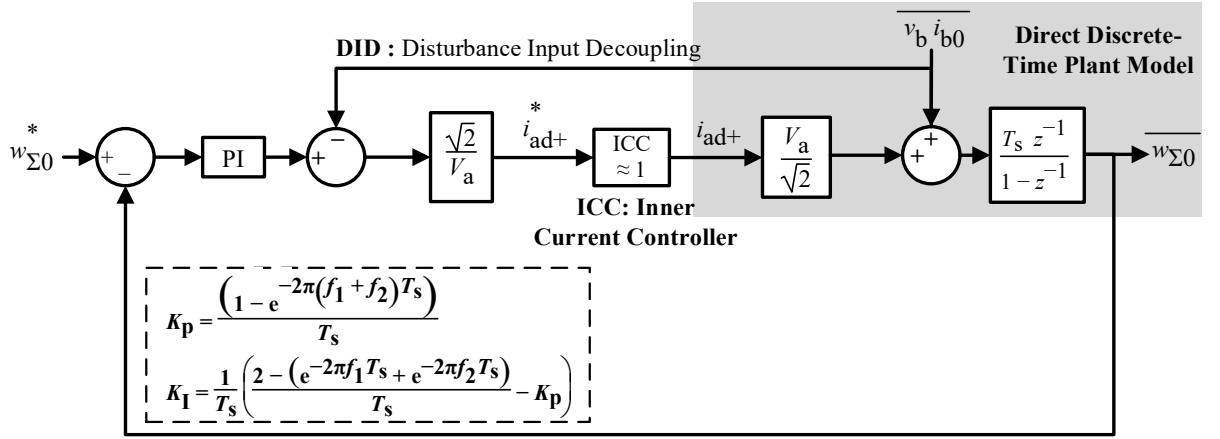 DID : Disturbance Input Decoupling
v_b i_b0
Direct Discrete-
Time Plant Model
w*_Σ0
+
−
PI
+
−
√2
V_a
i*_ad+
ICC
≈ 1
i_ad+
V_a
√2
+
+
T_s z^−1
1 − z^−1
w_Σ0
ICC: Inner
Current Controller
K_p = (1 − e^−2π(f_1 + f_2)T_s) / T_s
K_I = 1/T_s ( (2 − (e^−2πf_1T_s + e^−2πf_2T_s)) / T_s − K_p )